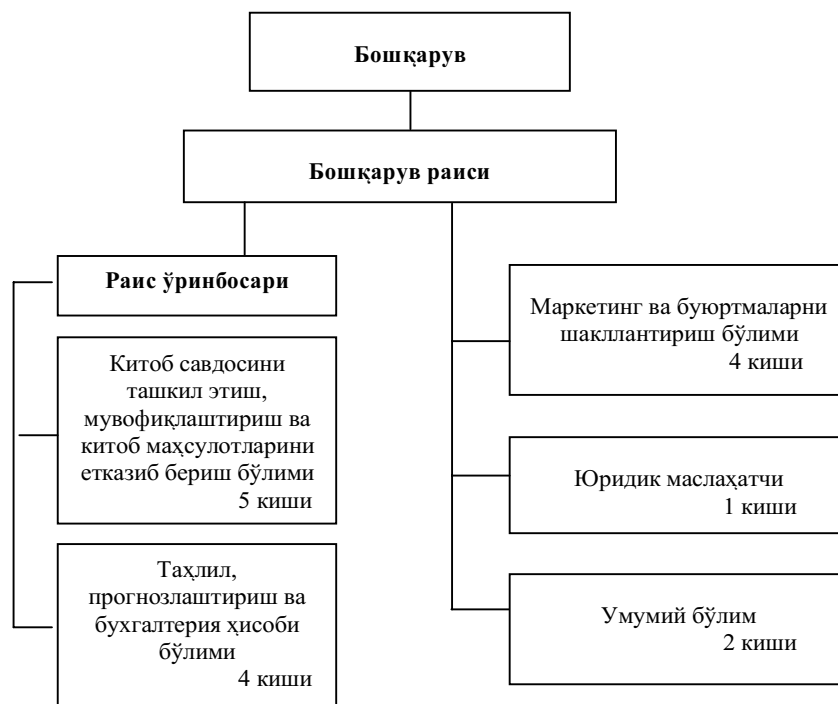 Бошқарув
Бошқарув раиси
Раис ўринбосари
Китоб савдосини
ташкил этиш,
мувофиқлаштириш ва
китоб маҳсулотларини
етказиб бериш бўлими
5 киши
Таҳлил,
прогнозлаштириш ва
бухгалтерия ҳисоби
бўлими
4 киши
Маркетинг ва буюртмаларни
шакллантириш бўлими
4 киши
Юридик маслаҳатчи
1 киши
Умумий бўлим
2 киши